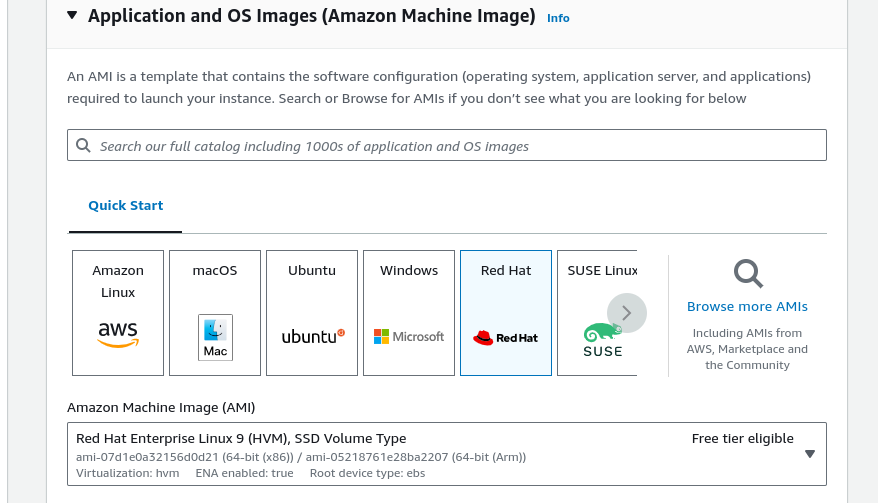 Application and OS Images (Amazon Machine Image) Info
An AMI is a template that contains the software configuration (operating system, application server, and applications)
required to launch your instance. Search or Browse for AMIs if you don’t see what you are looking for below
Search our full catalog including 1000s of application and OS images
Quick Start
Amazon
Linux
aws
macOS
Mac
Ubuntu
ubuntu
Windows
Microsoft
Red Hat
RedHat
SUSE Linux
SUSE
Browse more AMIs
Including AMIs from
AWS, Marketplace and
the Community
Amazon Machine Image (AMI)
Red Hat Enterprise Linux 9 (HVM), SSD Volume Type Free tier eligible
ami-07d1e0a32156d0d21 (64-bit (x86)) / ami-05218761e28ba2207 (64-bit (Arm))
Virtualization: hvm ENA enabled: true Root device type: ebs